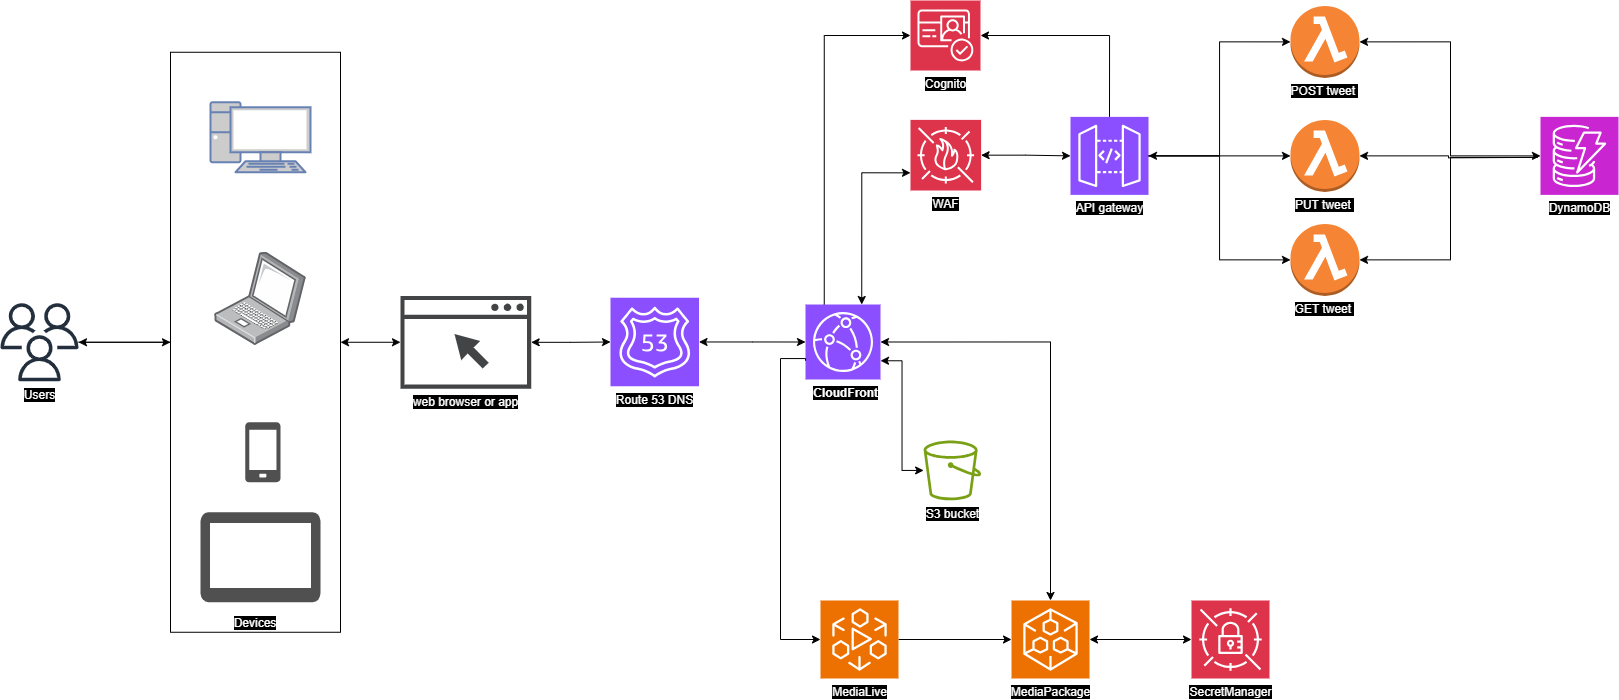 Cognito
POST tweet
WAF
API gateway
PUT tweet
DynamoDB
GET tweet
53
Users
web browser or app
Route 53 DNS
CloudFront
S3 bucket
Devices
MediaLive
MediaPackage
SecretManager